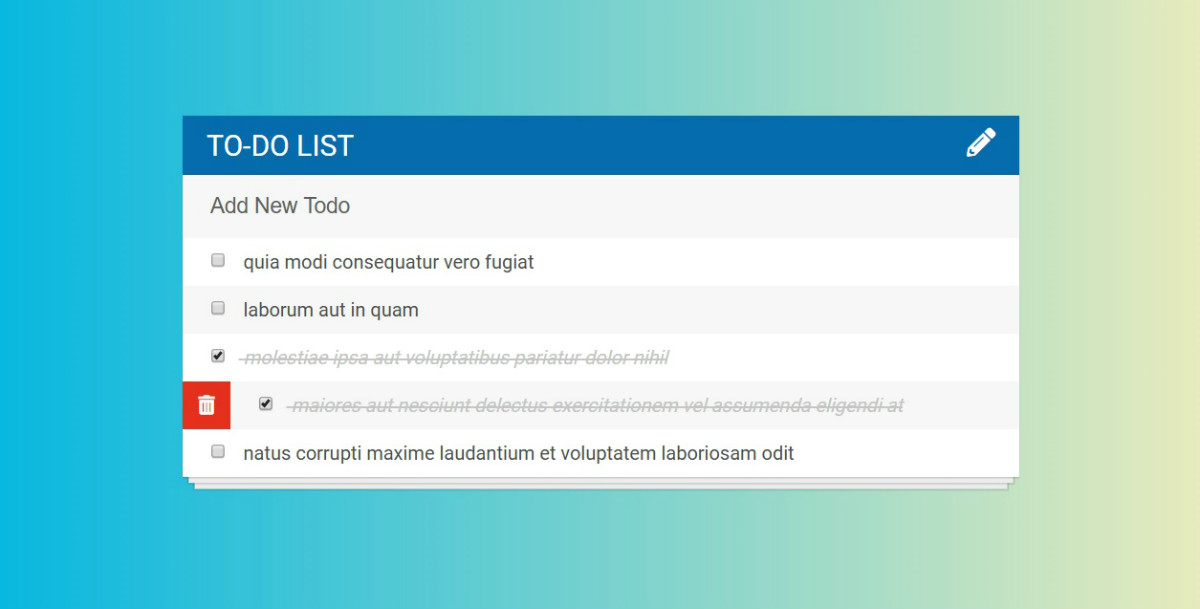 TO-DO LIST
Add New Todo
quia modi consequatur vero fugiat
laborum aut in quam
molestiae ipsa aut voluptatibus pariatur dolor nihil
maiores aut nesciunt delectus exercitationem vel assumenda eligendi at
natus corrupti maxime laudantium et voluptatem laboriosam odit